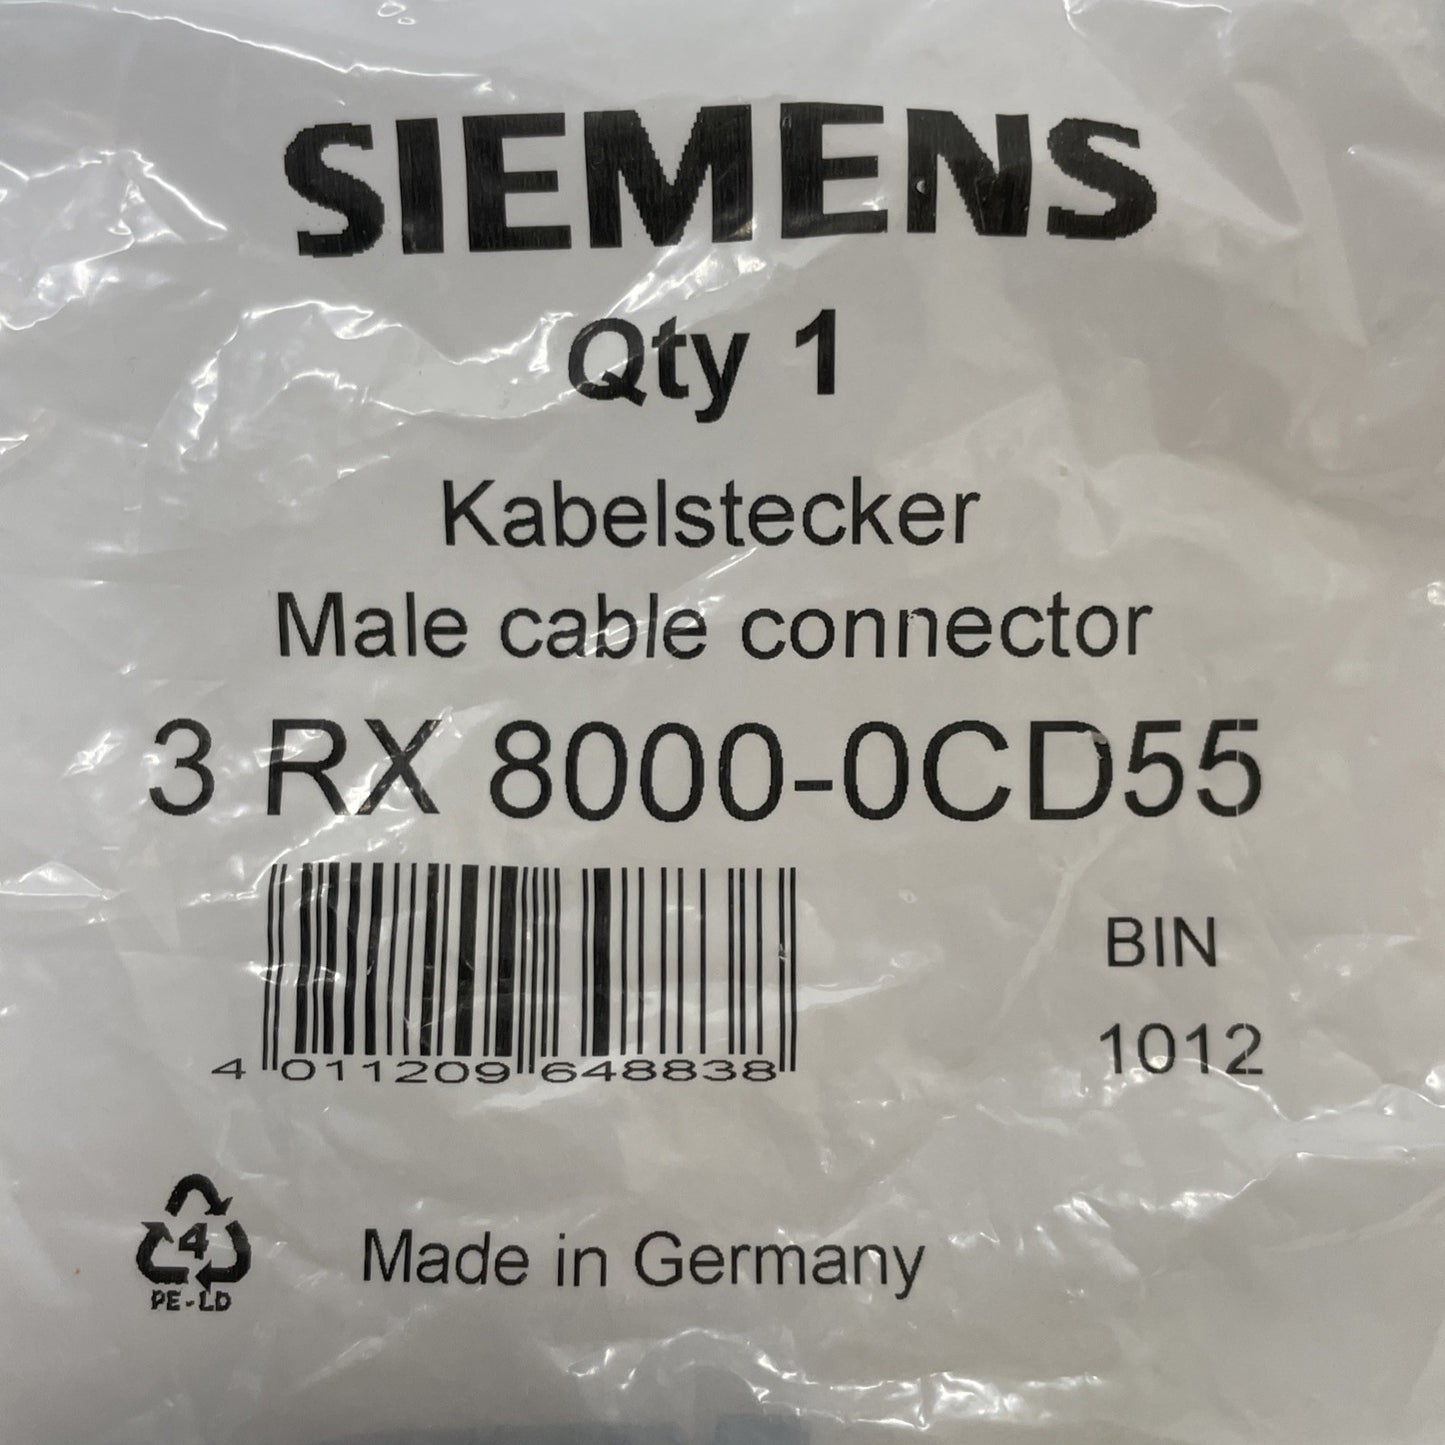 SIEMENS
Qty 1
Kabelstecker
Male cable connector
3 RX 8000-0CD55
BIN
1012
4 011209 648838
4
PE-LD
Made in Germany